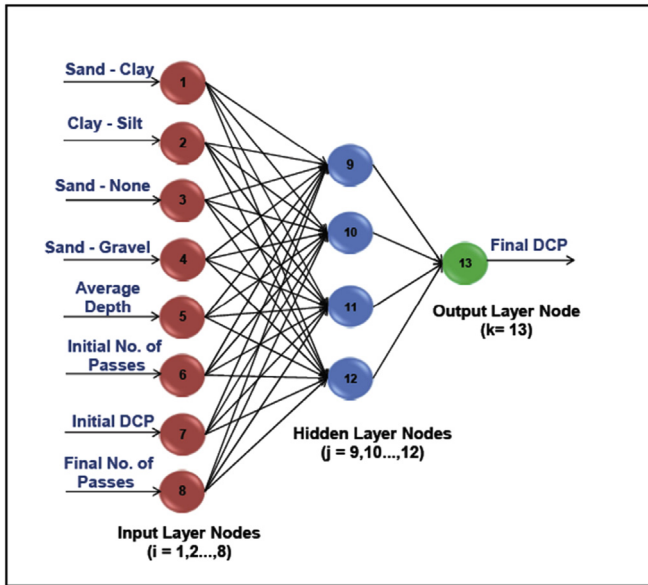 Sand - Clay
1
Clay - Silt
2
Sand - None
3
Sand - Gravel
4
Average
Depth
5
Initial No. of
Passes
6
Initial DCP
7
Final No. of
Passes
8
Input Layer Nodes
(i = 1,2...,8)
9
10
11
12
Hidden Layer Nodes
(j = 9,10...,12)
13
Final DCP
Output Layer Node
(k= 13)